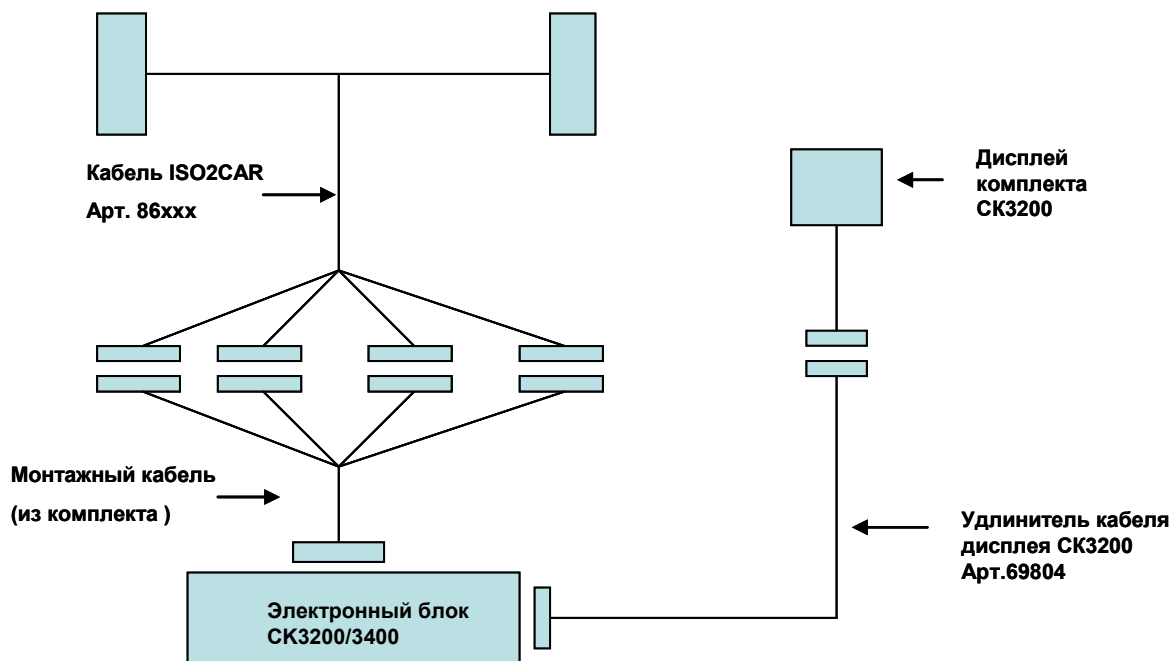 Кабель ISO2CAR
Арт. 86xxx
Дисплей
комплекта
СК3200
Монтажный кабель
(из комплекта )
Удлинитель кабеля
дисплея СК3200
Арт.69804
Электронный блок
СК3200/3400